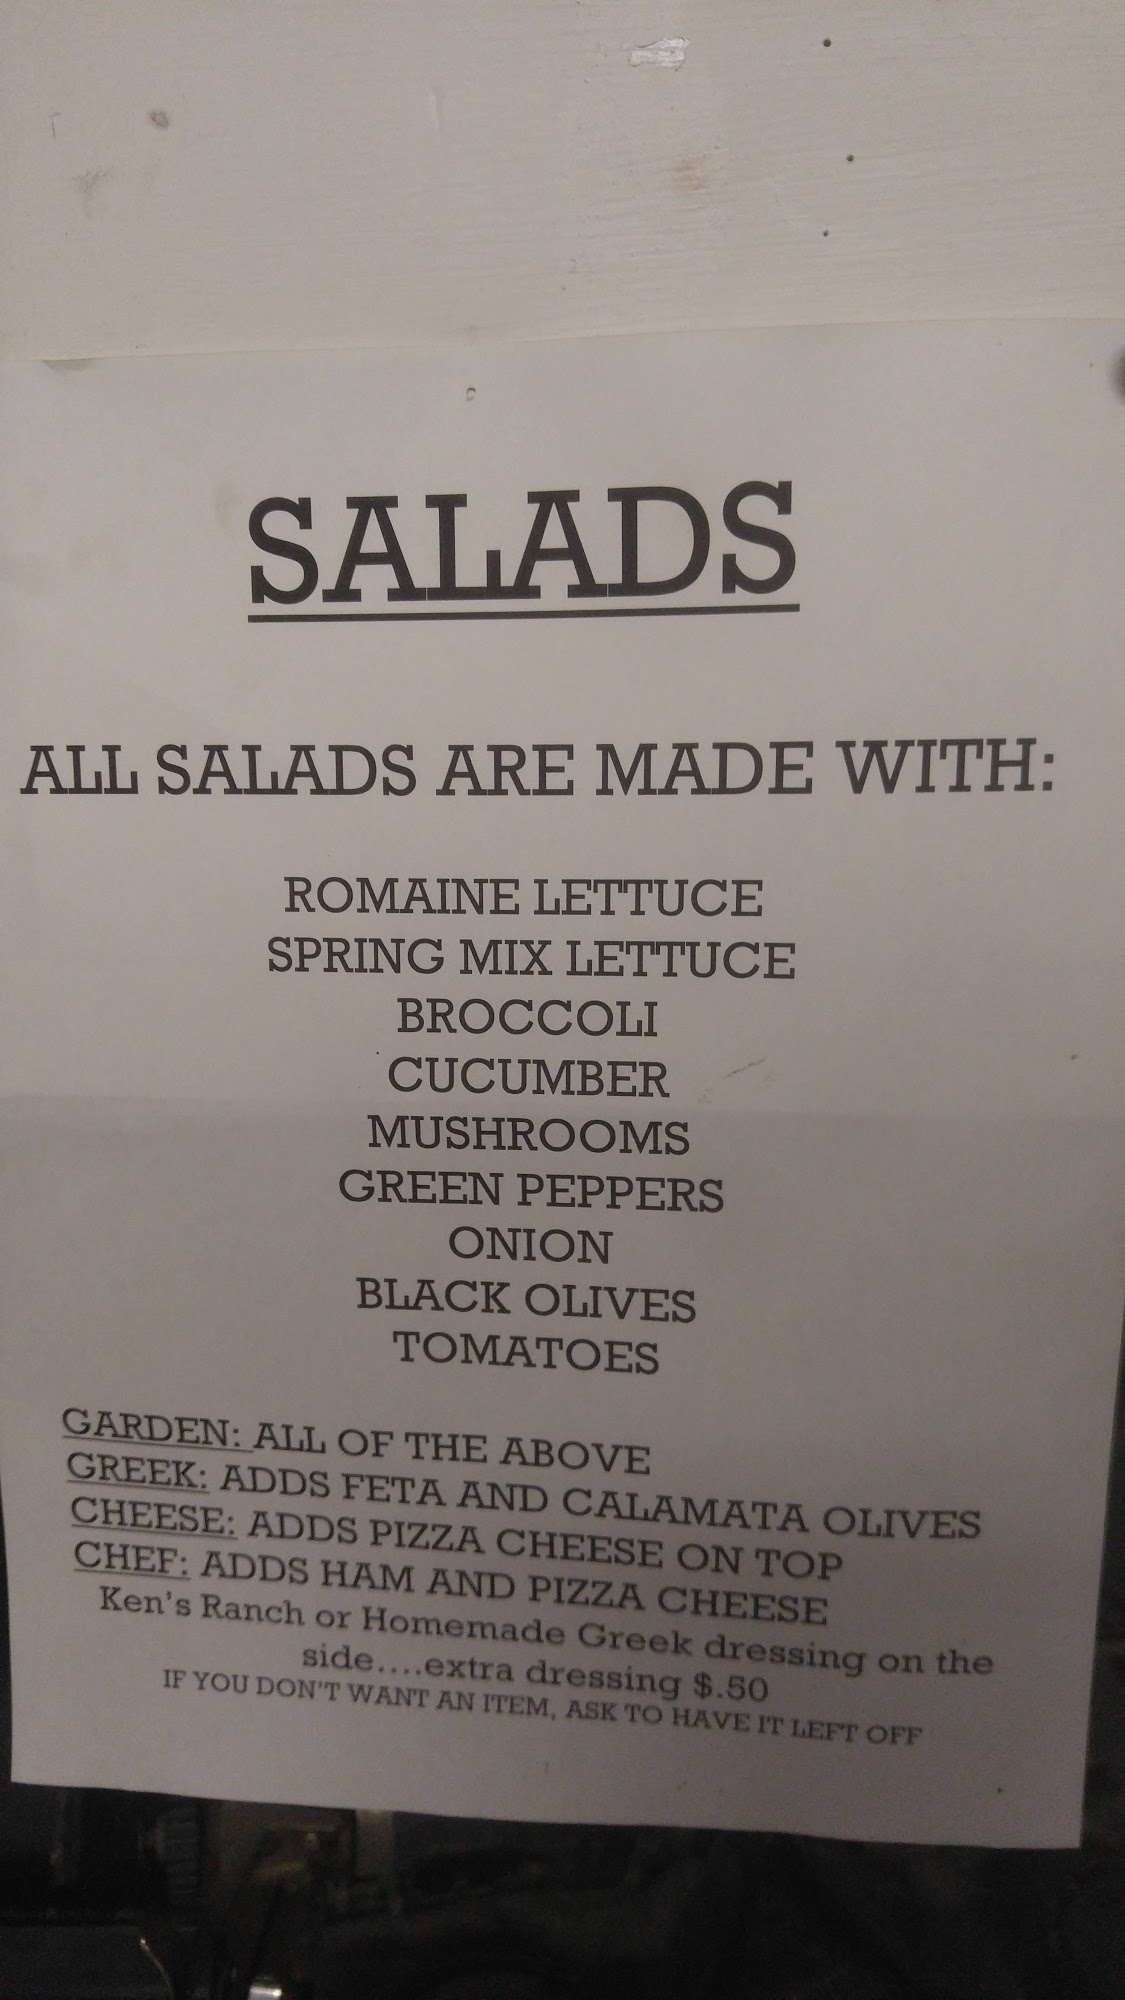 SALADS
ALL SALADS ARE MADE WITH:
ROMAINE LETTUCE
SPRING MIX LETTUCE
BROCCOLI
CUCUMBER
MUSHROOMS
GREEN PEPPERS
ONION
BLACK OLIVES
TOMATOES
GARDEN: ALL OF THE ABOVE
GREEK: ADDS FETA AND CALAMATA OLIVES
CHEESE: ADDS PIZZA CHEESE ON TOP
CHEF: ADDS HAM AND PIZZA CHEESE
Ken's Ranch or Homemade Greek dressing on the
side....extra dressing $.50
IF YOU DON'T WANT AN ITEM, ASK TO HAVE IT LEFT OFF